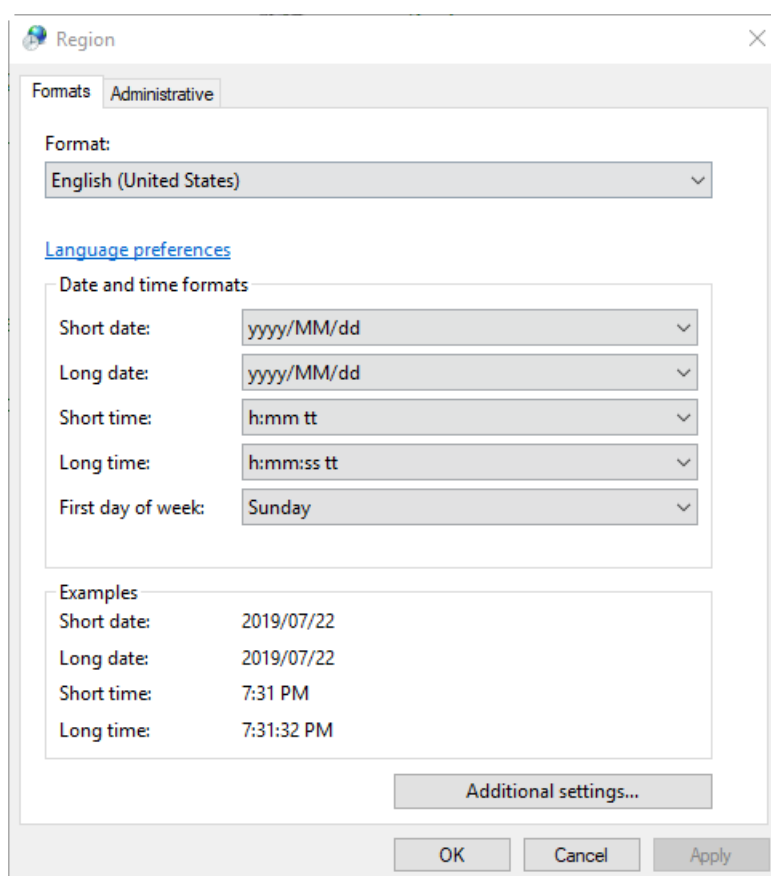 Region
Formats Administrative
Format:
English (United States)
Language preferences
Date and time formats
Short date: yyyy/MM/dd
Long date: yyyy/MM/dd
Short time: h:mm tt
Long time: h:mm:ss tt
First day of week: Sunday
Examples
Short date: 2019/07/22
Long date: 2019/07/22
Short time: 7:31 PM
Long time: 7:31:32 PM
Additional settings...
OK Cancel Apply